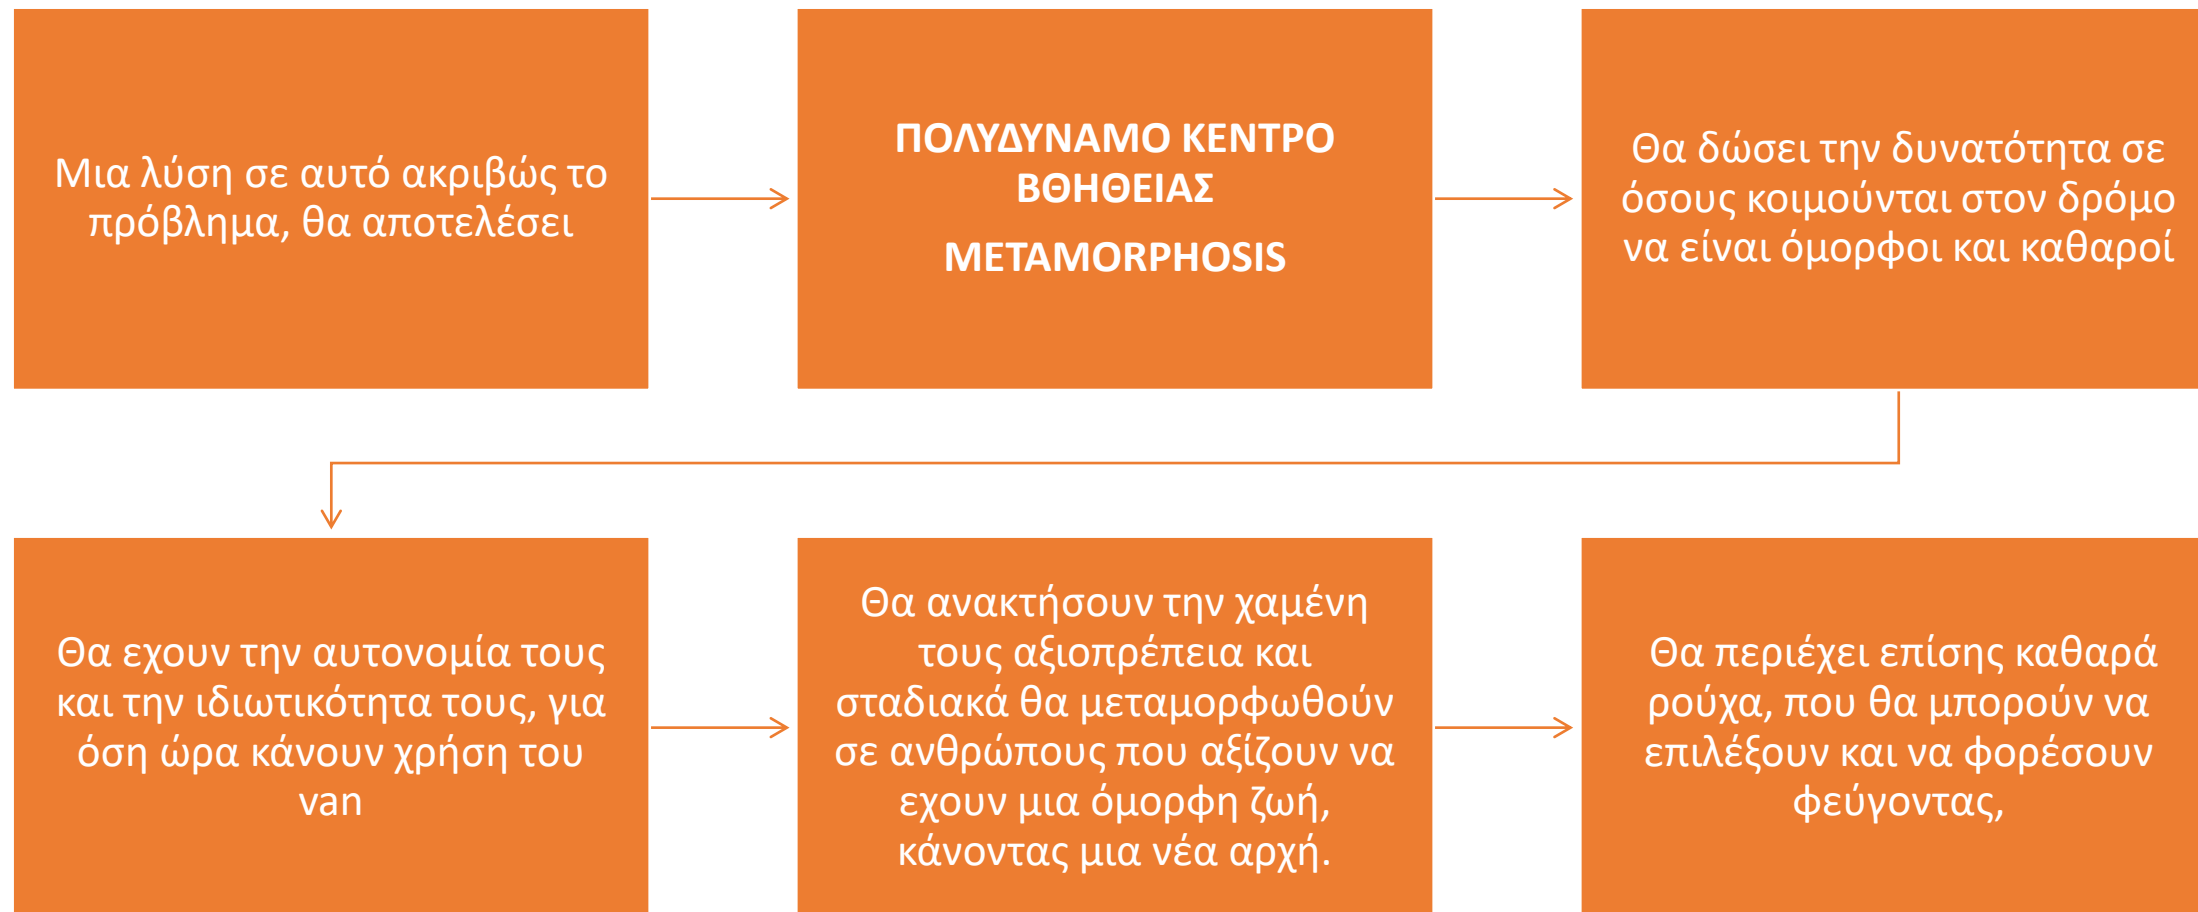 Μια λύση σε αυτό ακριβώς το
πρόβλημα, θα αποτελέσει
ΠΟΛΥΔΥΝΑΜΟ ΚΕΝΤΡΟ
ΒΘΗΘΕΙΑΣ
METAMORPHOSIS
Θα δώσει την δυνατότητα σε
όσους κοιμούνται στον δρόμο
να είναι όμορφοι και καθαροί
Θα εχουν την αυτονομία τους
και την ιδιωτικότητα τους, για
όση ώρα κάνουν χρήση του
van
Θα ανακτήσουν την χαμένη
τους αξιοπρέπεια και
σταδιακά θα μεταμορφωθούν
σε ανθρώπους που αξίζουν να
εχουν μια όμορφη ζωή,
κάνοντας μια νέα αρχή.
Θα περιέχει επίσης καθαρά
ρούχα, που θα μπορούν να
επιλέξουν και να φορέσουν
φεύγοντας,